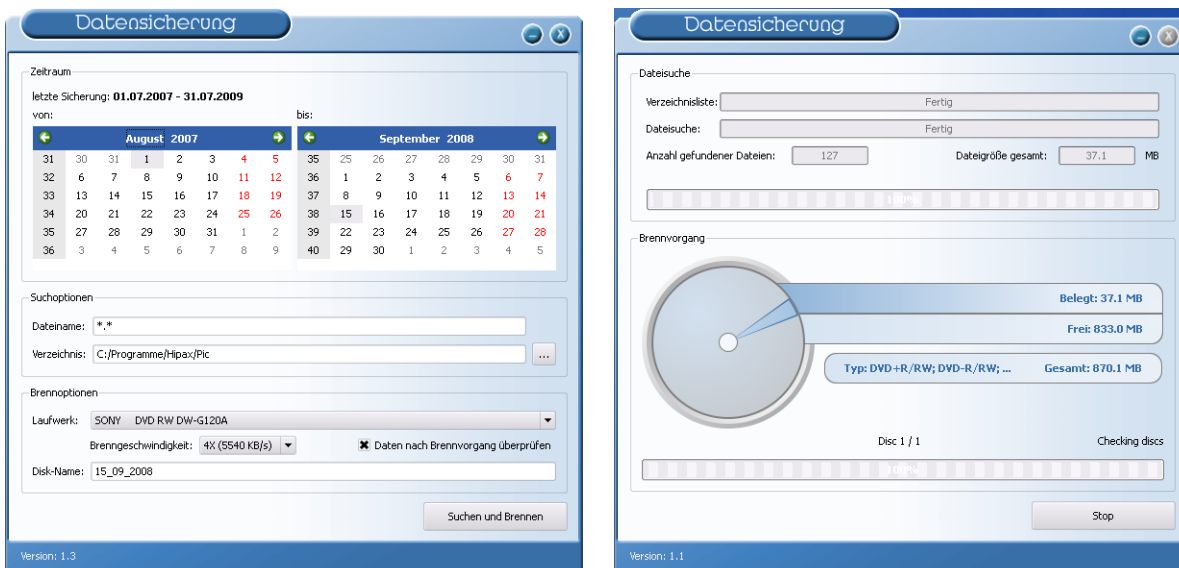 Datensicherung
Zeitraum
letzte Sicherung: 01.07.2007 - 31.07.2009
von: bis:
August 2007 September 2008
31 30 31 1 2 3 4 5 35 25 26 27 28 29 30 31
32 6 7 8 9 10 11 12 36 1 2 3 4 5 6 7
33 13 14 15 16 17 18 19 37 8 9 10 11 12 13 14
34 20 21 22 23 24 25 26 38 15 16 17 18 19 20 21
35 27 28 29 30 31 1 2 39 22 23 24 25 26 27 28
36 3 4 5 6 7 8 9 40 29 30 1 2 3 4 5
Suchoptionen
Dateiname: *.*
Verzeichnis: C:/Programme/Hipax/Pic ...
Brennoptionen
Laufwerk: SONY DVD RW DW-G120A
Brenngeschwindigkeit: 4X (5540 KB/s) Daten nach Brennvorgang überprüfen
Disk-Name: 15_09_2008
Suchen und Brennen
Version: 1.3
Datensicherung
X
Dateisuche
Verzeichnisliste: Fertig
Dateisuche: Fertig
Anzahl gefundener Dateien: 127 Dateigröße gesamt: 37.1 MB
100%
Brennvorgang
Belegt: 37.1 MB
Frei: 833.0 MB
Typ: DVD+R/RW; DVD-R/RW; ... Gesamt: 870.1 MB
Disc 1 / 1 Checking discs
100%
Stop
Version: 1.1